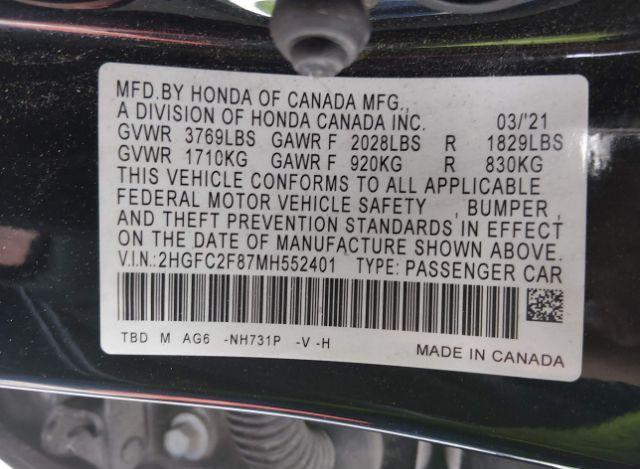 MFD.BY HONDA OF CANADA MFG.,
A DIVISION OF HONDA CANADA INC. 03/'21
GVWR 3769LBS GAWR F 2028LBS R 1829LBS
GVWR 1710KG GAWR F 920KG R 830KG
THIS VEHICLE CONFORMS TO ALL APPLICABLE
FEDERAL MOTOR VEHICLE SAFETY , BUMPER ,
AND THEFT PREVENTION STANDARDS IN EFFECT
ON THE DATE OF MANUFACTURE SHOWN ABOVE.
V.I.N.:2HGFC2F87MH552401 TYPE: PASSENGER CAR
TBD M AG6 -NH731P -V -H
MADE IN CANADA